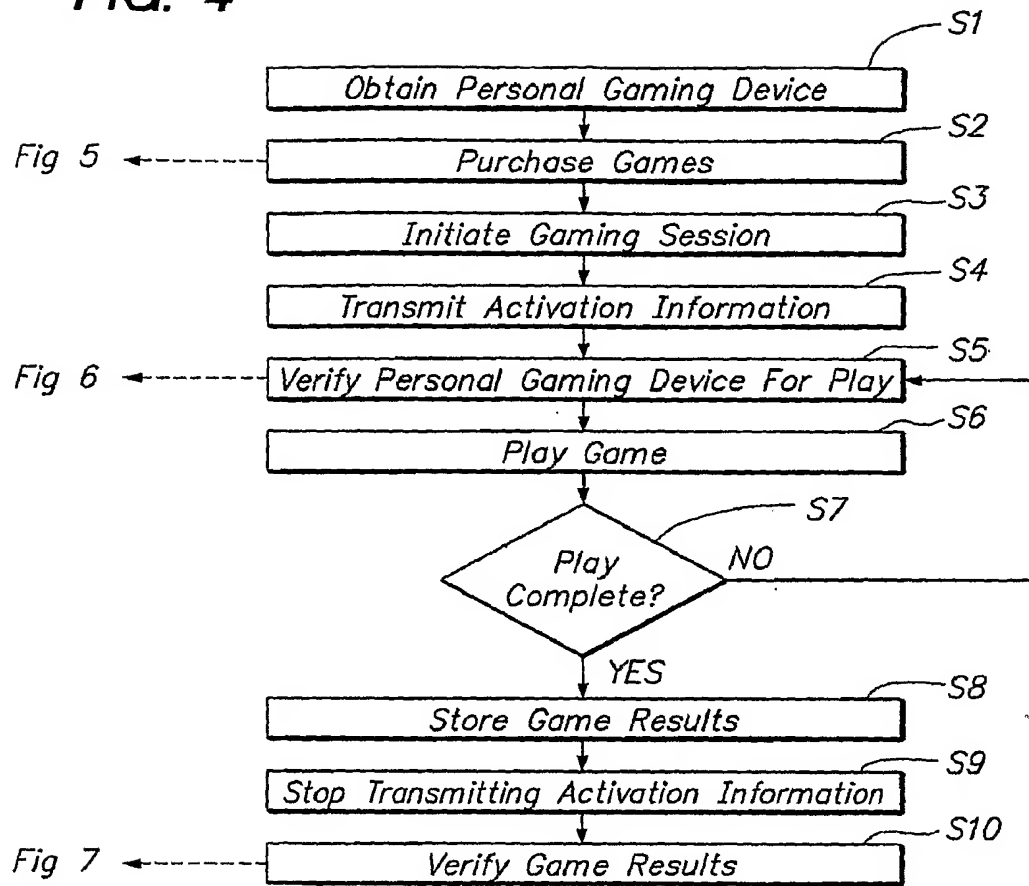 FIG. 4
S1
Obtain Personal Gaming Device
S2
Fig 5
Purchase Games
S3
Initiate Gaming Session
S4
Transmit Activation Information
S5
Fig 6
Verify Personal Gaming Device For Play
S6
Play Game
S7
Play
Complete?
NO
YES
S8
Store Game Results
S9
Stop Transmitting Activation Information
S10
Fig 7
Verify Game Results